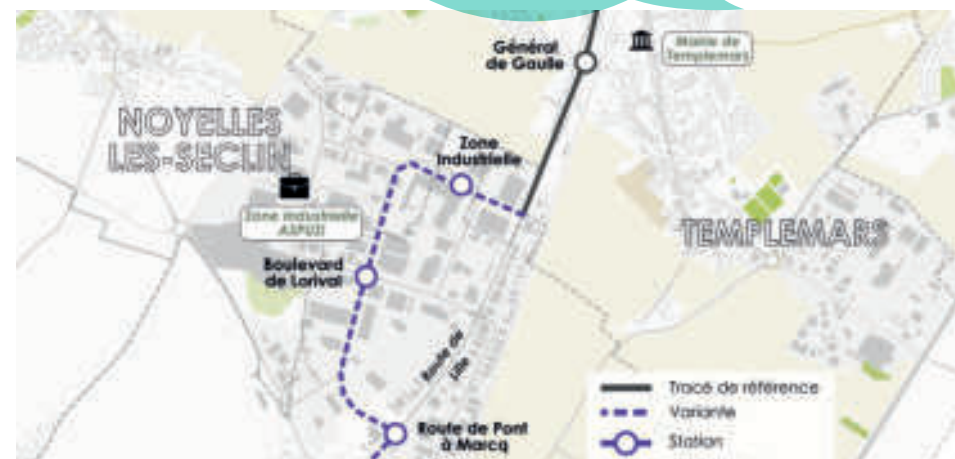 Général
de Gaulle
Mairie de
Templemars
NOYELLES
LES-SECLIN
Zone
Industrielle
Zone Industrielle
TEMPLEMARS
Boulevard
de Lorival
Route de
Lille
Tracé de référence
Variante
Station
Route de Pont
à Marcq